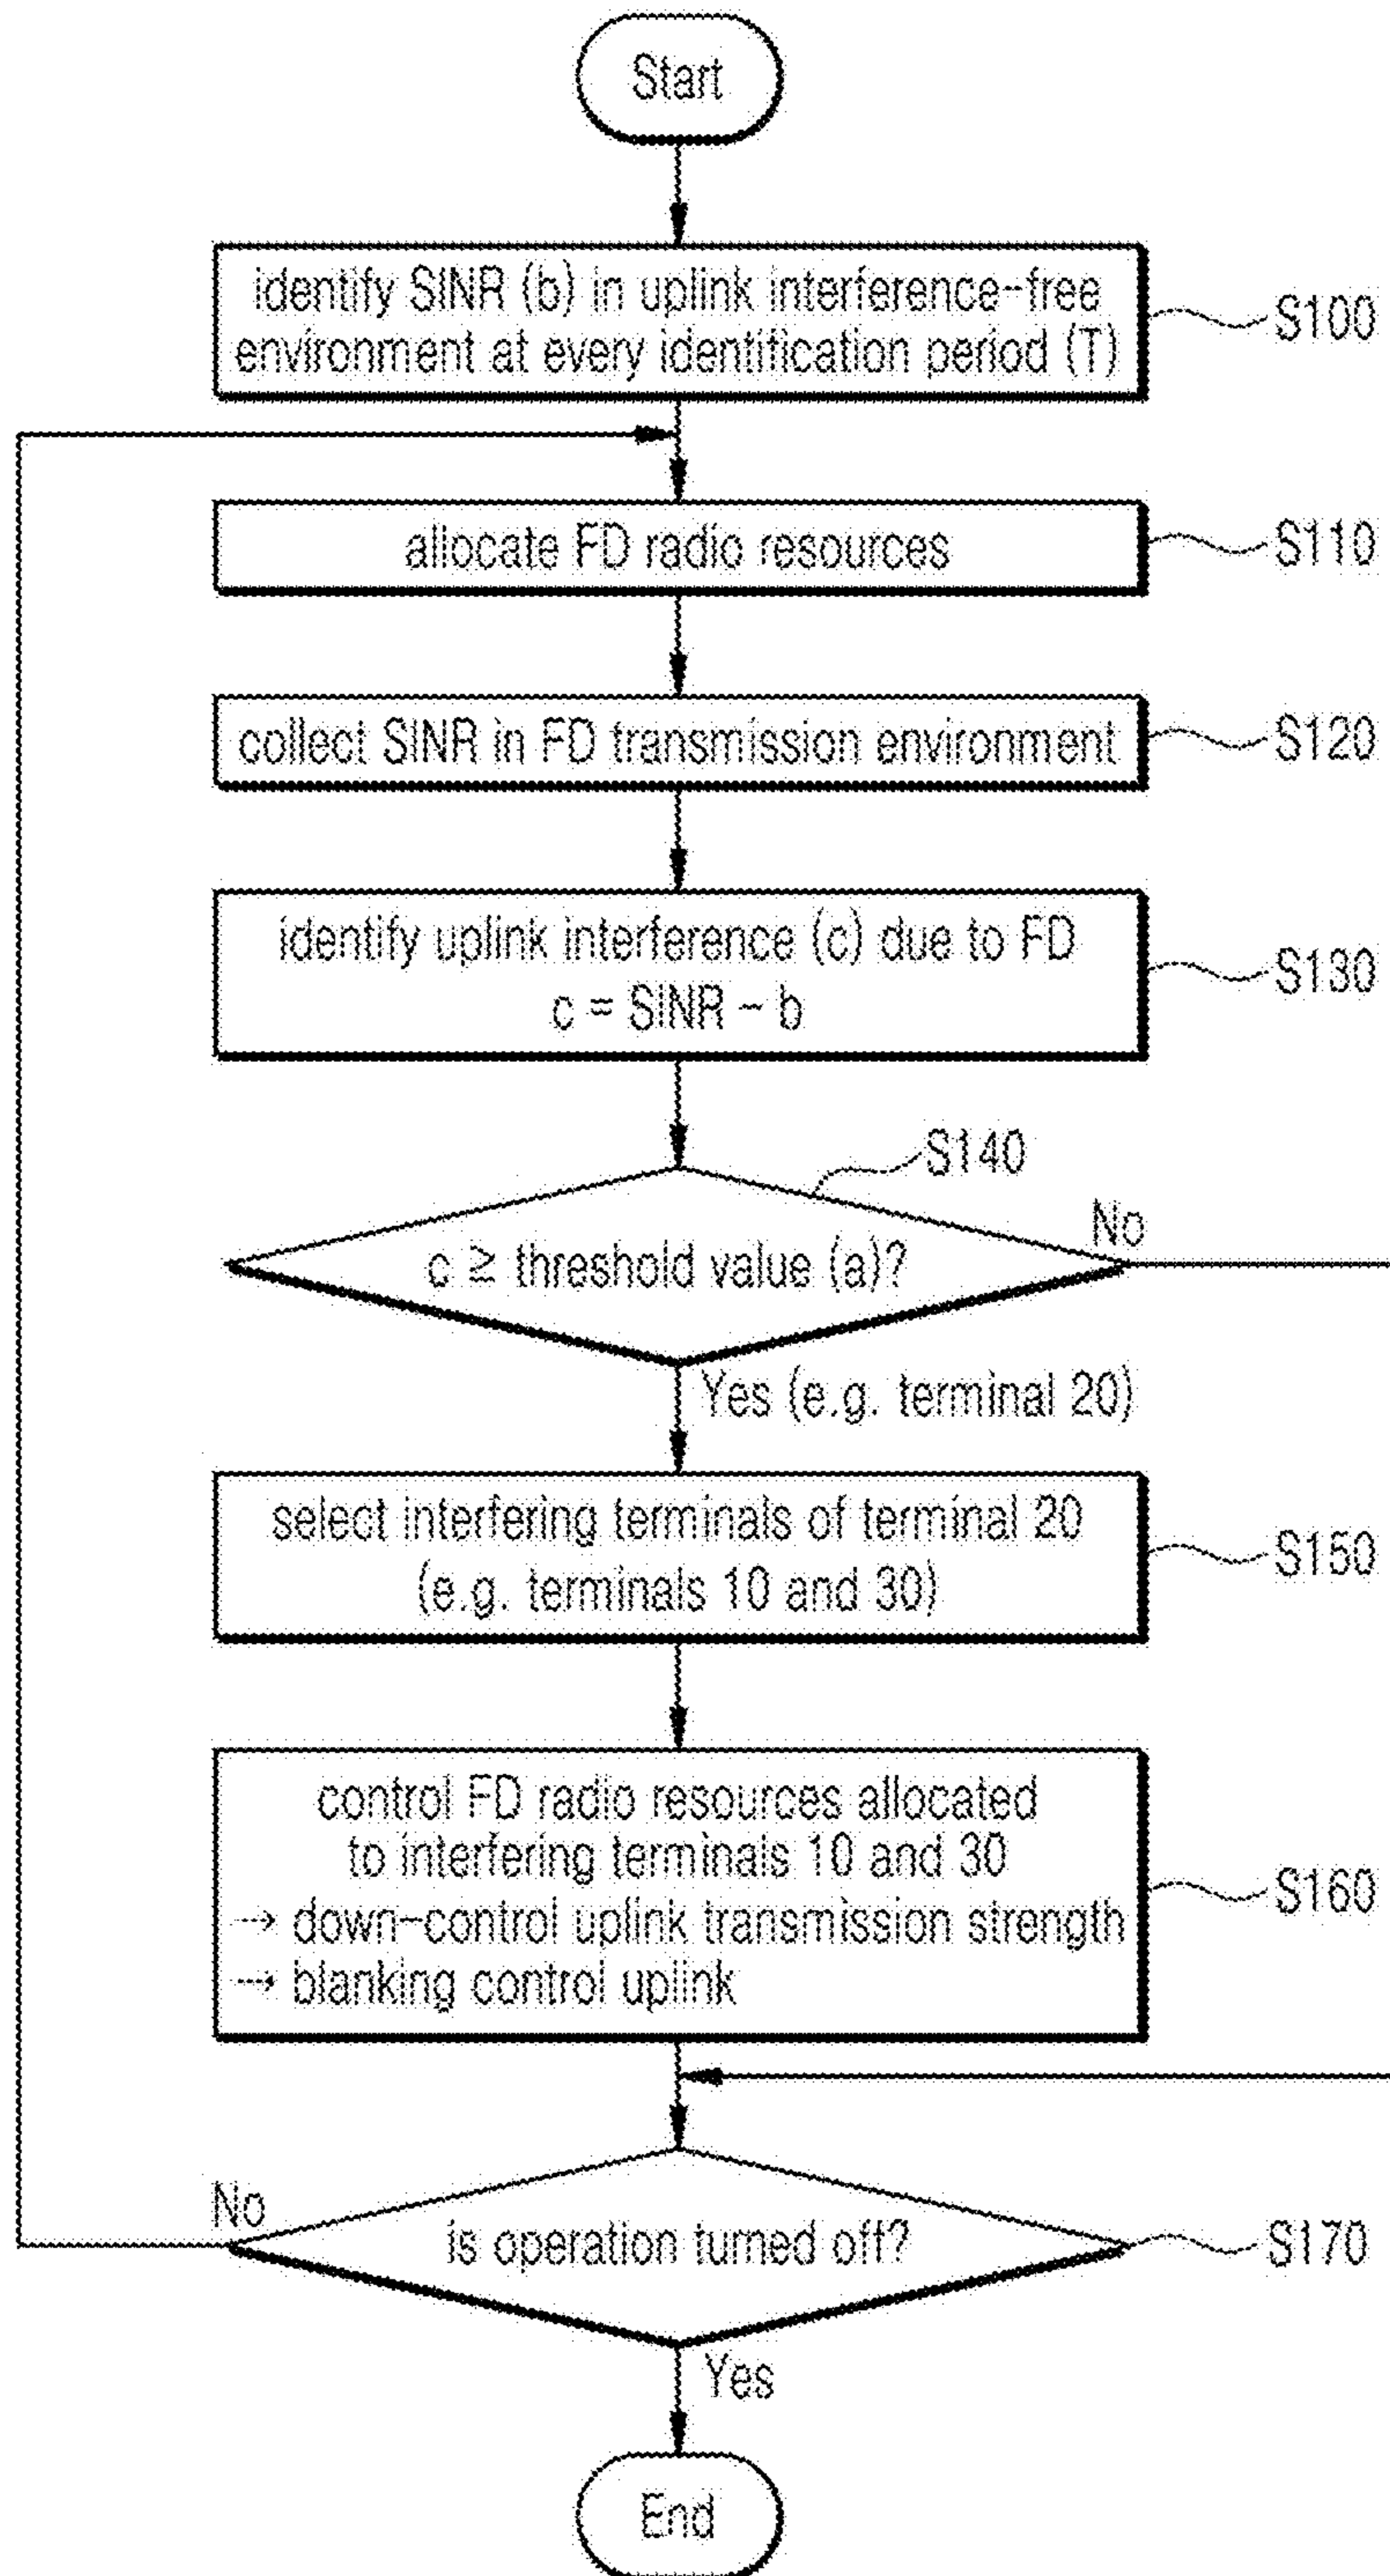 Start
identify SINR (b) in uplink interference-free
environment at every identification period (T)
S100
allocate FD radio resources
S110
collect SINR in FD transmission environment
S120
identify uplink interference (c) due to FD
c = SINR - b
S130
S140
c ≥ threshold value (a)?
No
Yes (e.g. terminal 20)
select interfering terminals of terminal 20
(e.g. terminals 10 and 30)
S150
control FD radio resources allocated
to interfering terminals 10 and 30
→ down-control uplink transmission strength
→ blanking control uplink
S160
No
is operation turned off?
S170
Yes
End